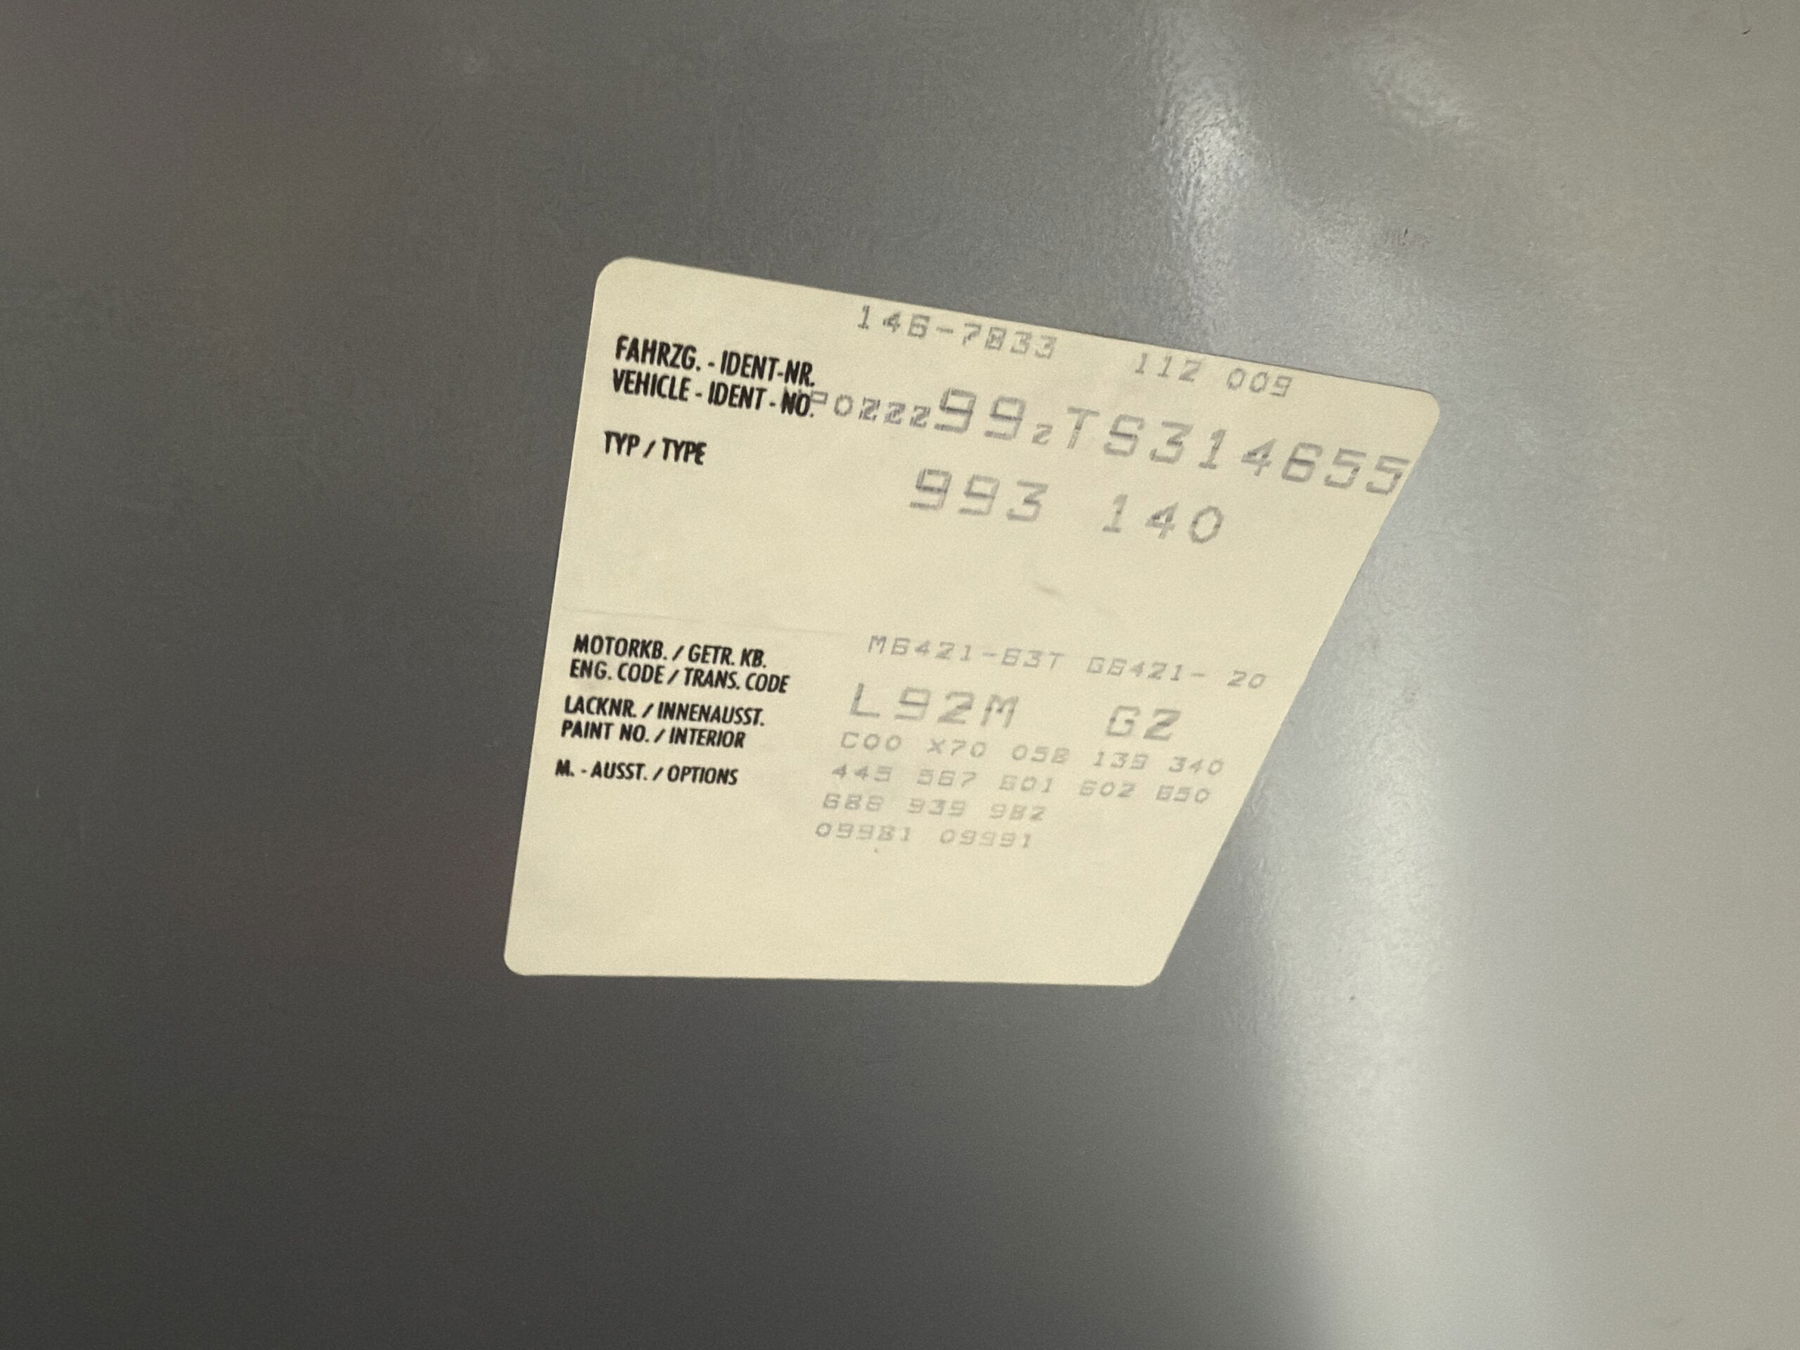 146-7833 112 009
FAHRZG. - IDENT-NR.
VEHICLE - IDENT - NO. WP0ZZZ99ZTS314655
TYP / TYPE 993 140
MOTORKB. / GETR. KB. M6421-63T G6421- 20
ENG. CODE / TRANS. CODE
LACKNR. / INNENAUSST. L92M GZ
PAINT NO. / INTERIOR C00 X70 058 139 340
M. - AUSST. / OPTIONS 445 567 601 602 650
688 939 982
09981 09991